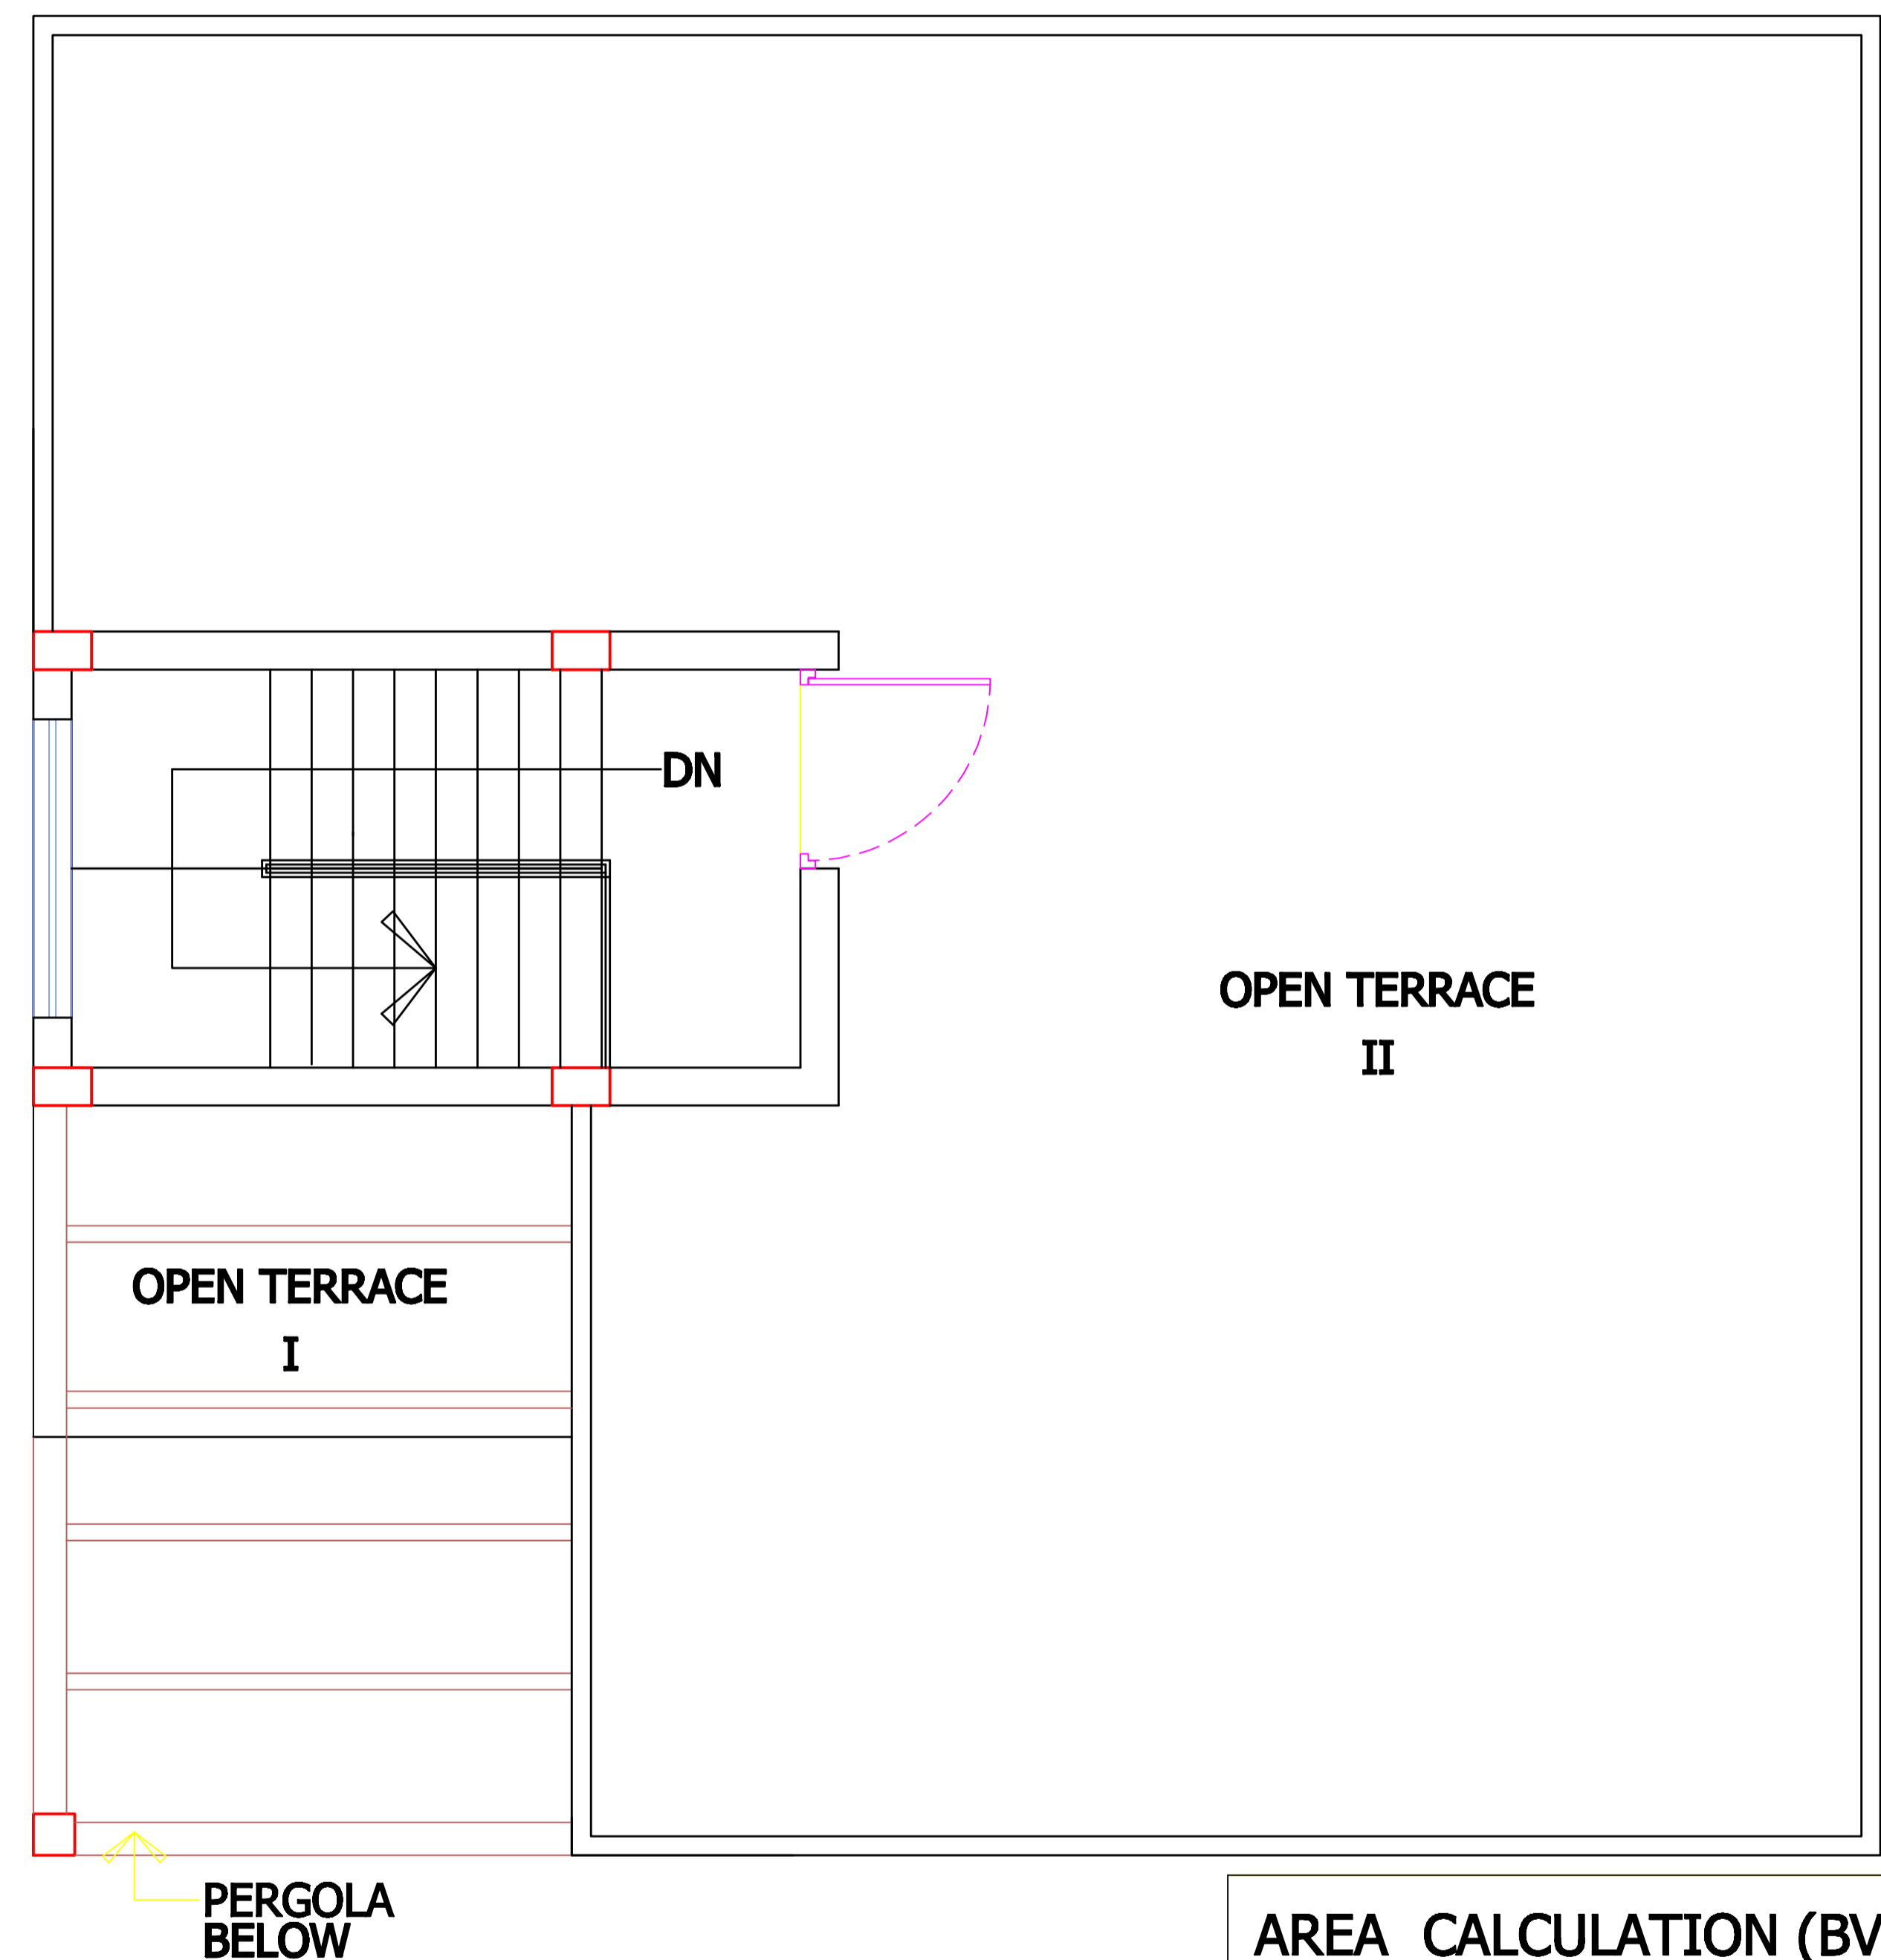 DN
OPEN TERRACE
II
OPEN TERRACE
I
PERGOLA
BELOW
AREA CALCULATION (BV